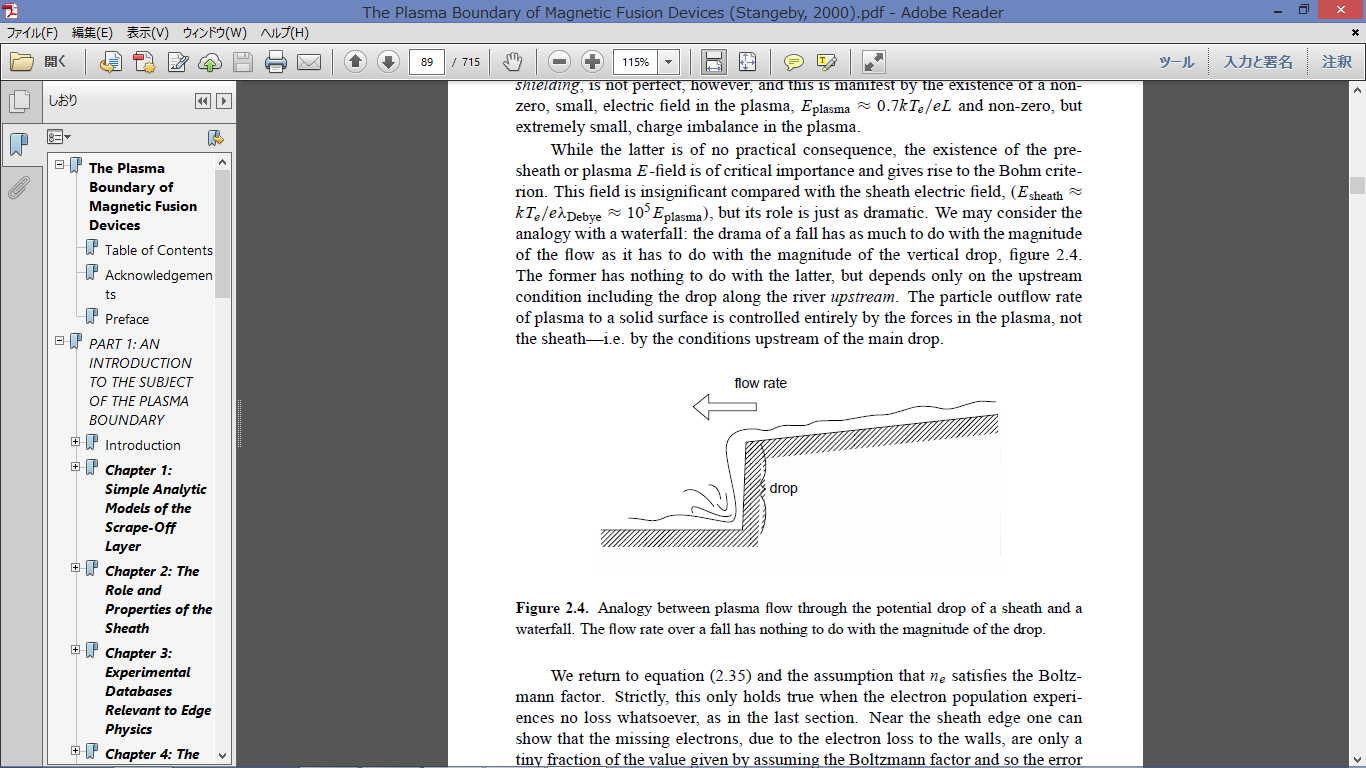 The Plasma Boundary of Magnetic Fusion Devices (Stangeby, 2000).pdf - Adobe Reader
ファイル(F) 編集(E) 表示(V) ウィンドウ(W) ヘルプ(H)
開く 89 / 715 115% ツール 入力と署名 注釈
しおり
The Plasma
Boundary of
Magnetic Fusion
Devices
Table of Contents
Acknowledgemen
ts
Preface
PART 1: AN
INTRODUCTION
TO THE SUBJECT
OF THE PLASMA
BOUNDARY
Introduction
Chapter 1:
Simple Analytic
Models of the
Scrape-Off
Layer
Chapter 2: The
Role and
Properties of the
Sheath
Chapter 3:
Experimental
Databases
Relevant to Edge
Physics
Chapter 4: The
shielding, is not perfect, however, and this is manifest by the existence of a non-
zero, small, electric field in the plasma, E_plasma ≈ 0.7kT_e/eL and non-zero, but
extremely small, charge imbalance in the plasma.
While the latter is of no practical consequence, the existence of the pre-
sheath or plasma E-field is of critical importance and gives rise to the Bohm crite-
rion. This field is insignificant compared with the sheath electric field, (E_sheath ≈
kT_e/eλ_Debye ≈ 10⁵E_plasma), but its role is just as dramatic. We may consider the
analogy with a waterfall: the drama of a fall has as much to do with the magnitude
of the flow as it has to do with the magnitude of the vertical drop, figure 2.4.
The former has nothing to do with the latter, but depends only on the upstream
condition including the drop along the river upstream. The particle outflow rate
of plasma to a solid surface is controlled entirely by the forces in the plasma, not
the sheath—i.e. by the conditions upstream of the main drop.
flow rate
drop
Figure 2.4. Analogy between plasma flow through the potential drop of a sheath and a
waterfall. The flow rate over a fall has nothing to do with the magnitude of the drop.
We return to equation (2.35) and the assumption that n_e satisfies the Boltz-
mann factor. Strictly, this only holds true when the electron population experi-
ences no loss whatsoever, as in the last section. Near the sheath edge one can
show that the missing electrons, due to the electron loss to the walls, are only a
tiny fraction of the value given by assuming the Boltzmann factor and so the error